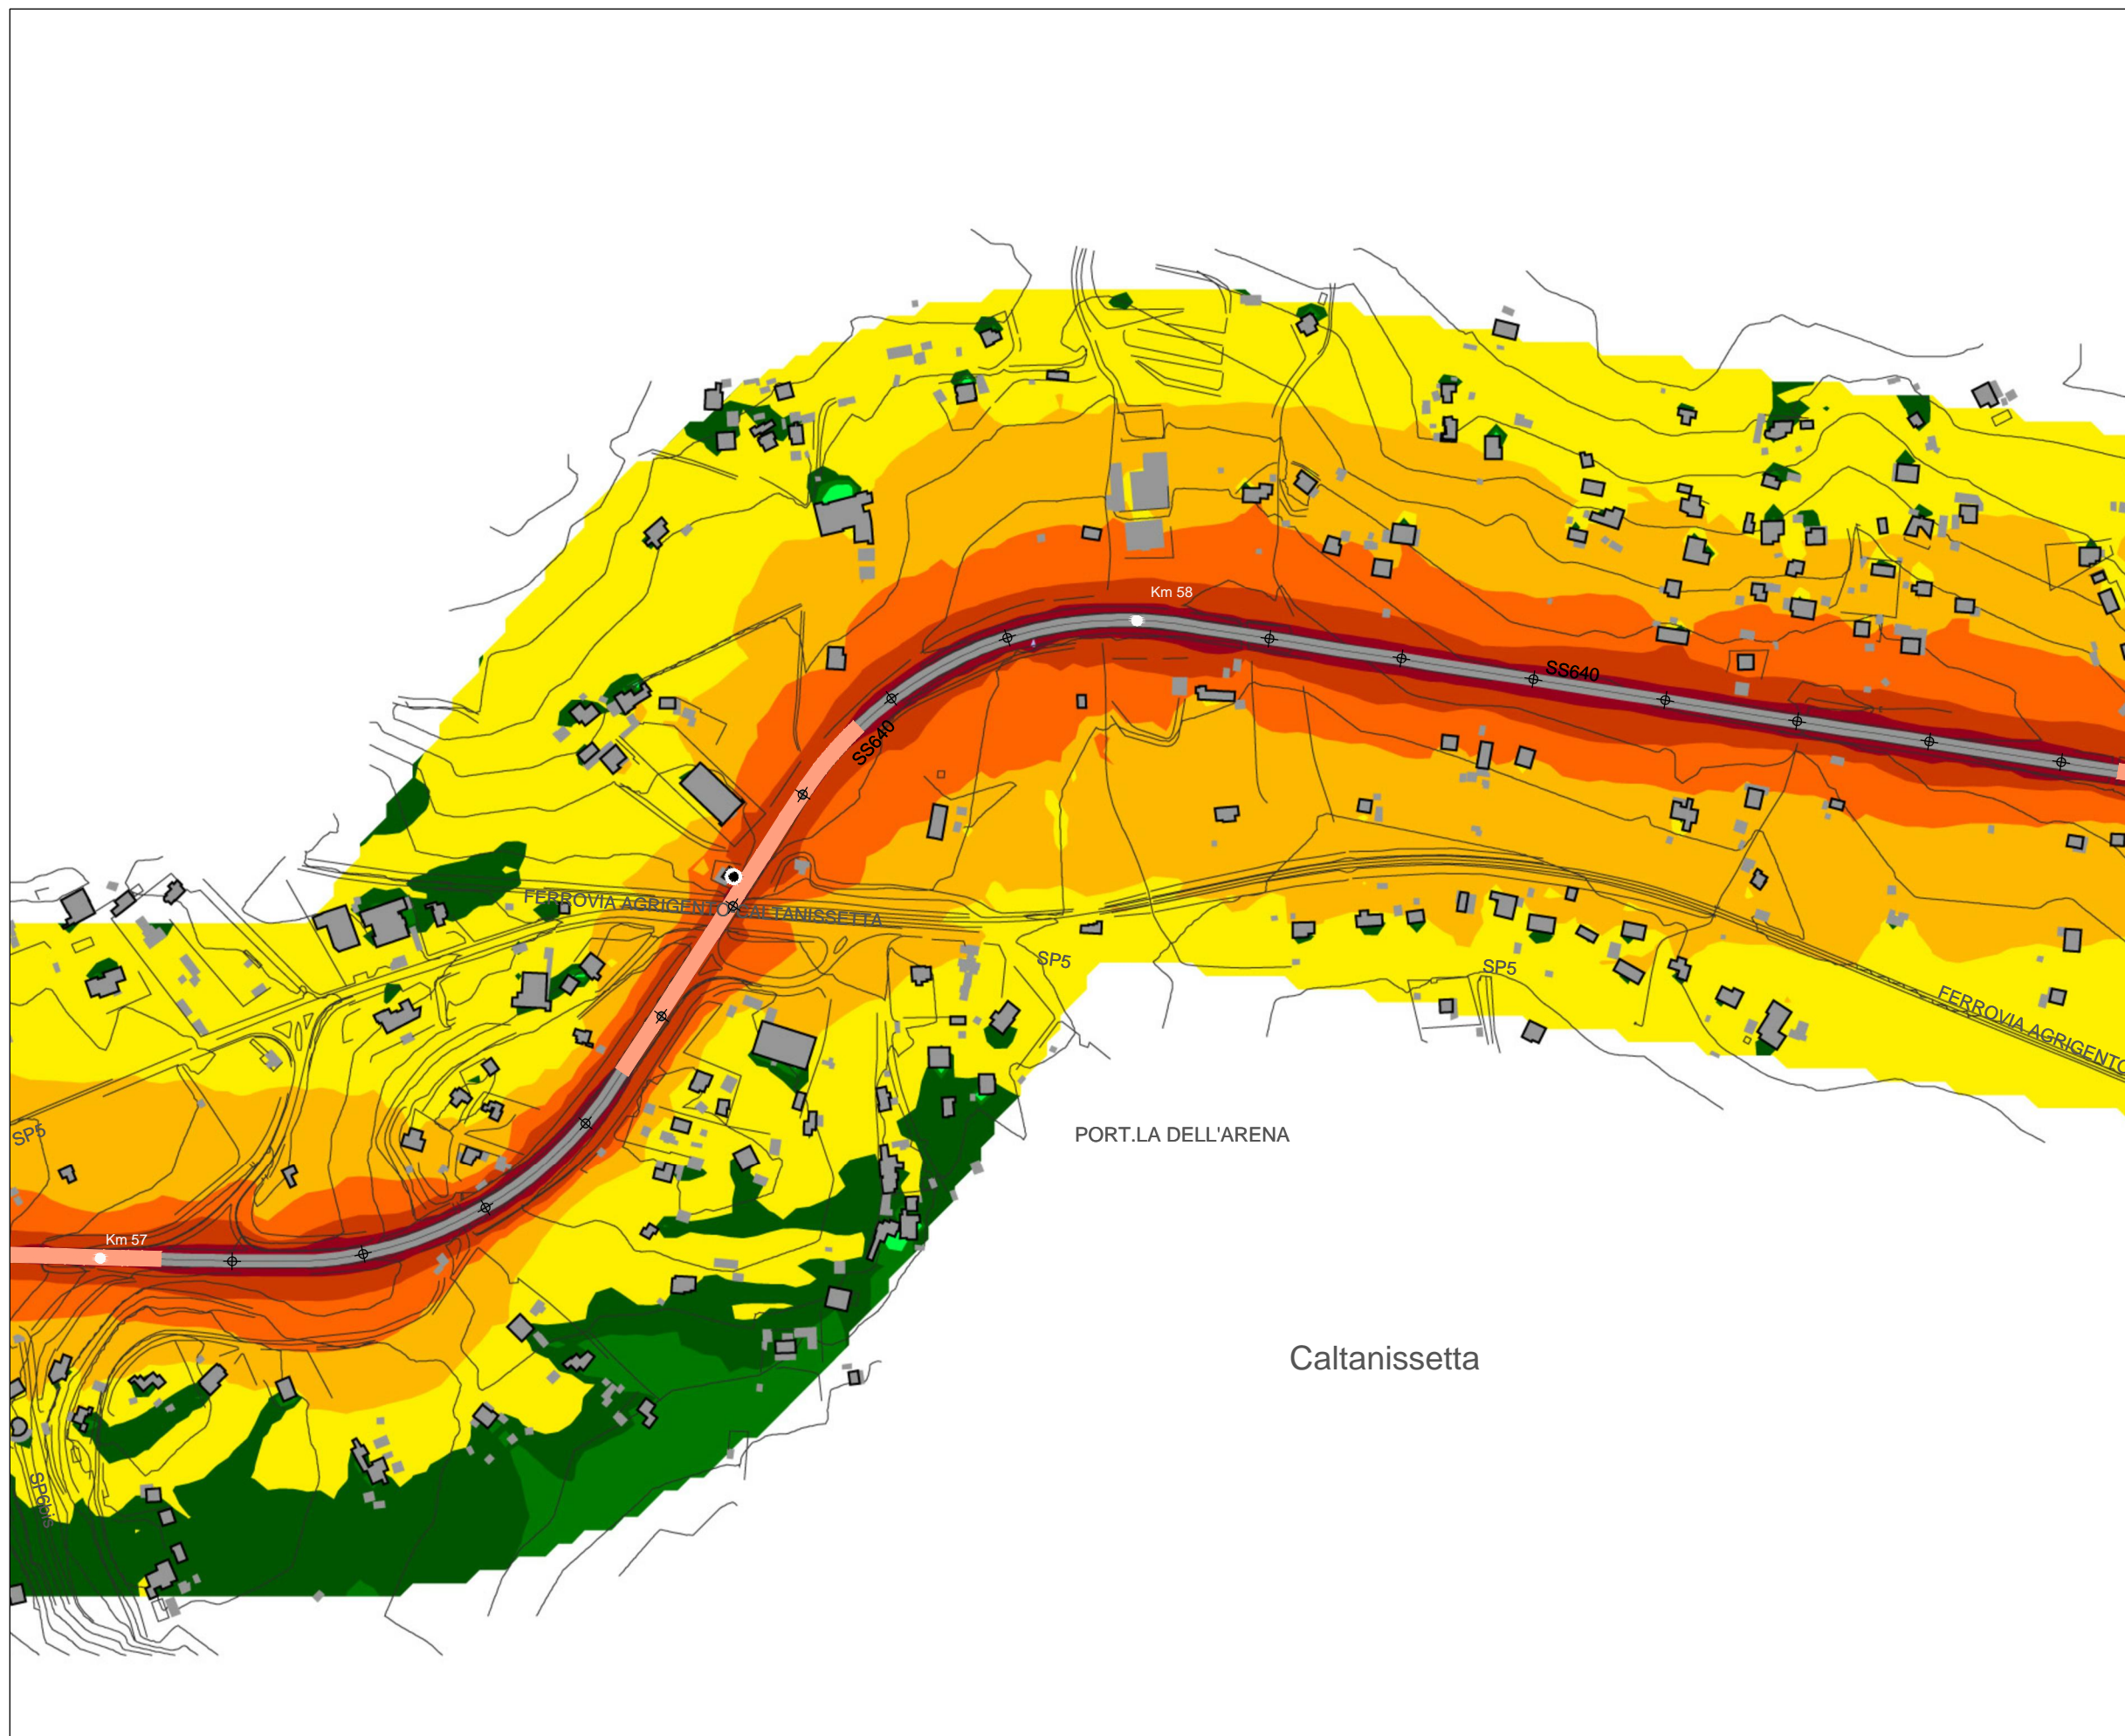 Km 58
SS640
SS640
FERROVIA AGRIGENTO-CALTANISSETTA
SP5
SP5
FERROVIA AGRIGENTO
SP5
PORT.LA DELL'ARENA
Km 57
Caltanissetta
SP6bis